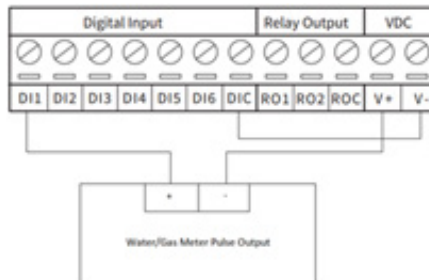 Digital Input Relay Output VDC
DI1 DI2 DI3 DI4 DI5 DI6 DIC RO1 RO2 ROC V+ V-
+ -
Water/Gas Meter Pulse Output